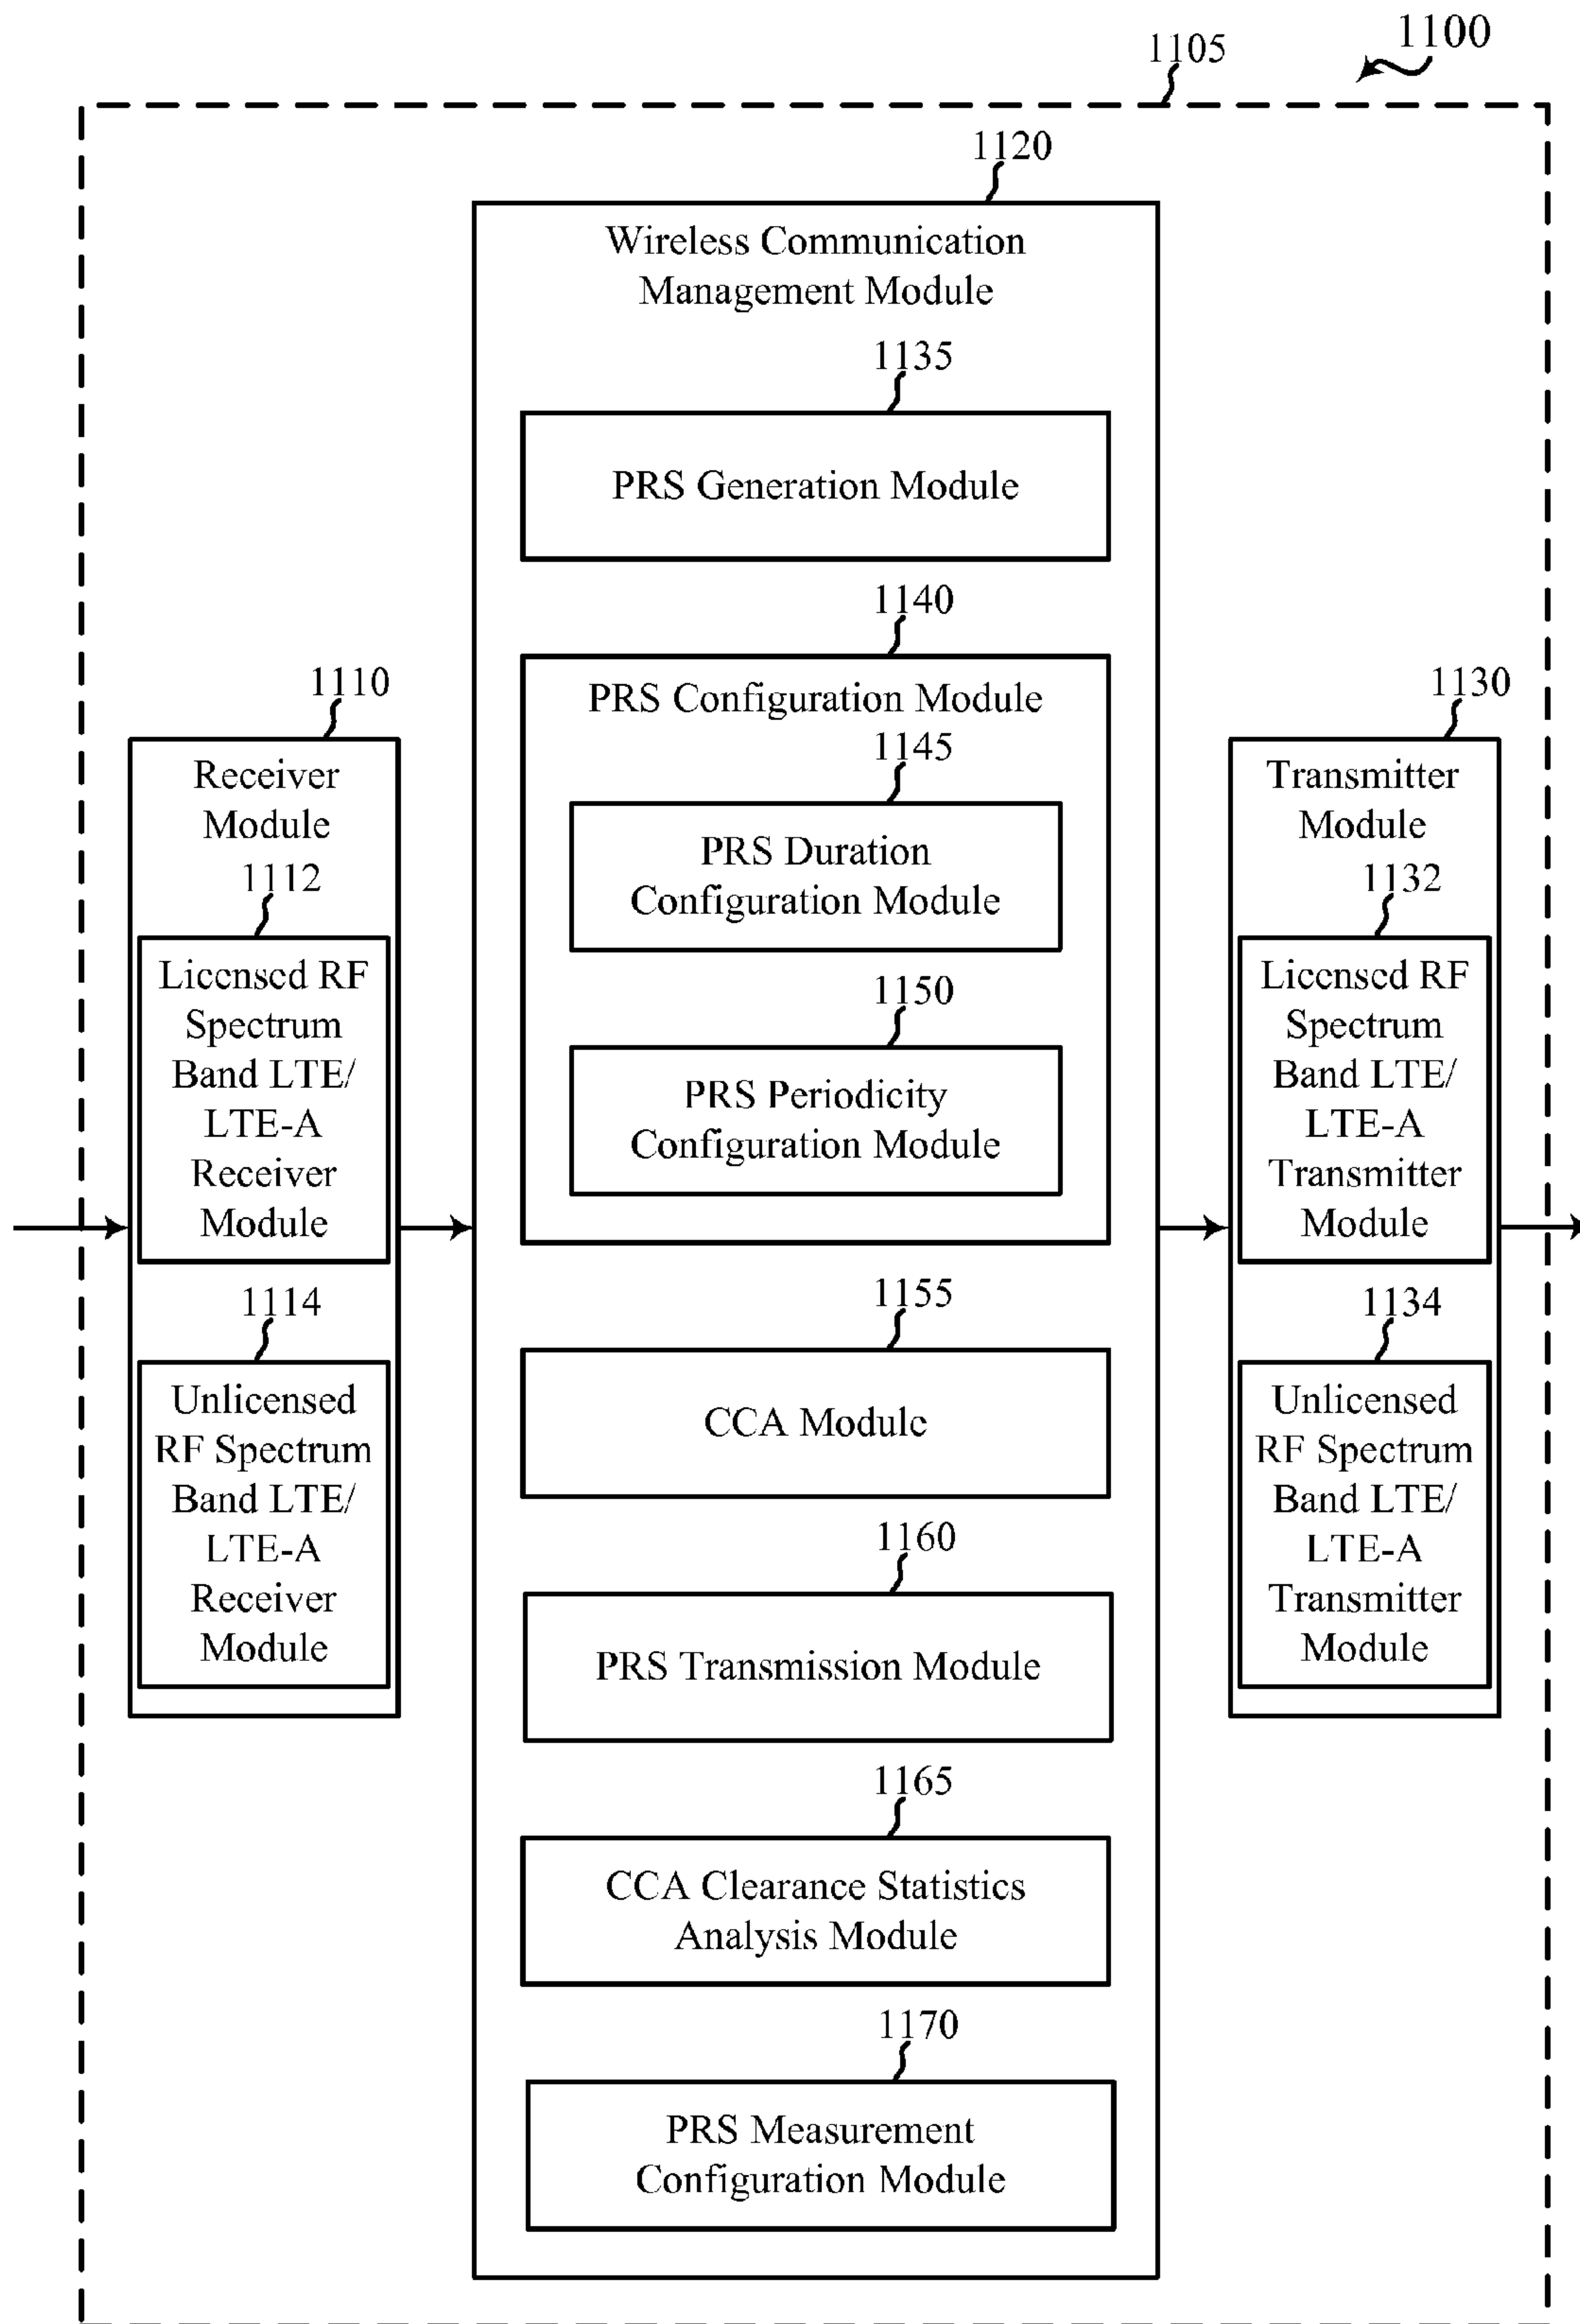 1100
1105
1120
Wireless Communication
Management Module
1135
PRS Generation Module
1140
PRS Configuration Module
1145
PRS Duration
Configuration Module
1150
PRS Periodicity
Configuration Module
1155
CCA Module
1160
PRS Transmission Module
1165
CCA Clearance Statistics
Analysis Module
1170
PRS Measurement
Configuration Module
1110
Receiver
Module
1112
Licensed RF
Spectrum
Band LTE/
LTE-A
Receiver
Module
1114
Unlicensed
RF Spectrum
Band LTE/
LTE-A
Receiver
Module
1130
Transmitter
Module
1132
Licensed RF
Spectrum
Band LTE/
LTE-A
Transmitter
Module
1134
Unlicensed
RF Spectrum
Band LTE/
LTE-A
Transmitter
Module